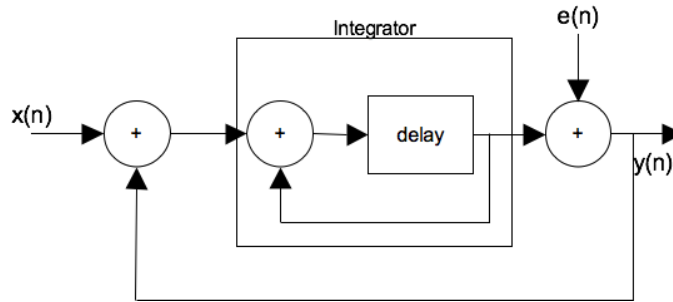 Integrator
e(n)
x(n)
+
+
delay
+
y(n)